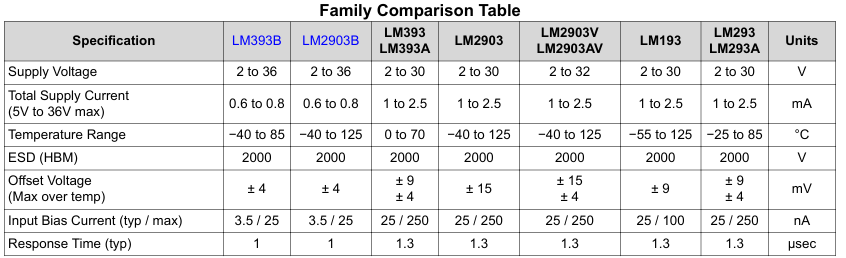 Family Comparison Table
Specification LM393B LM2903B LM393 LM393A LM2903 LM2903V LM2903AV LM193 LM293 LM293A Units
Supply Voltage 2 to 36 2 to 36 2 to 30 2 to 30 2 to 32 2 to 30 2 to 30 V
Total Supply Current (5V to 36V max) 0.6 to 0.8 0.6 to 0.8 1 to 2.5 1 to 2.5 1 to 2.5 1 to 2.5 1 to 2.5 mA
Temperature Range −40 to 85 −40 to 125 0 to 70 −40 to 125 −40 to 125 −55 to 125 −25 to 85 °C
ESD (HBM) 2000 2000 2000 2000 2000 2000 2000 V
Offset Voltage (Max over temp) ± 4 ± 4 ± 9 ± 4 ± 15 ± 15 ± 4 ± 9 ± 9 ± 4 mV
Input Bias Current (typ / max) 3.5 / 25 3.5 / 25 25 / 250 25 / 250 25 / 250 25 / 100 25 / 250 nA
Response Time (typ) 1 1 1.3 1.3 1.3 1.3 1.3 µsec